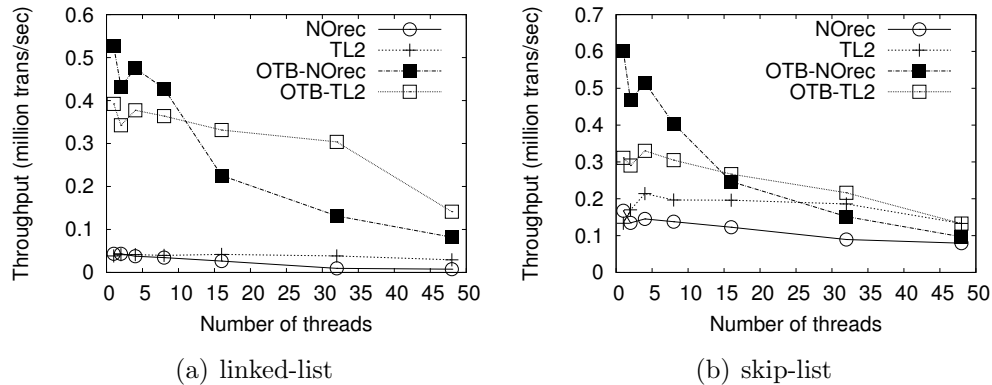 Throughput (million trans/sec)
0.6
0.5
0.4
0.3
0.2
0.1
0
NOrec
TL2
OTB-NOrec
OTB-TL2
0 5 10 15 20 25 30 35 40 45 50
Number of threads
(a) linked-list
Throughput (million trans/sec)
0.7
0.6
0.5
0.4
0.3
0.2
0.1
0
NOrec
TL2
OTB-NOrec
OTB-TL2
0 5 10 15 20 25 30 35 40 45 50
Number of threads
(b) skip-list